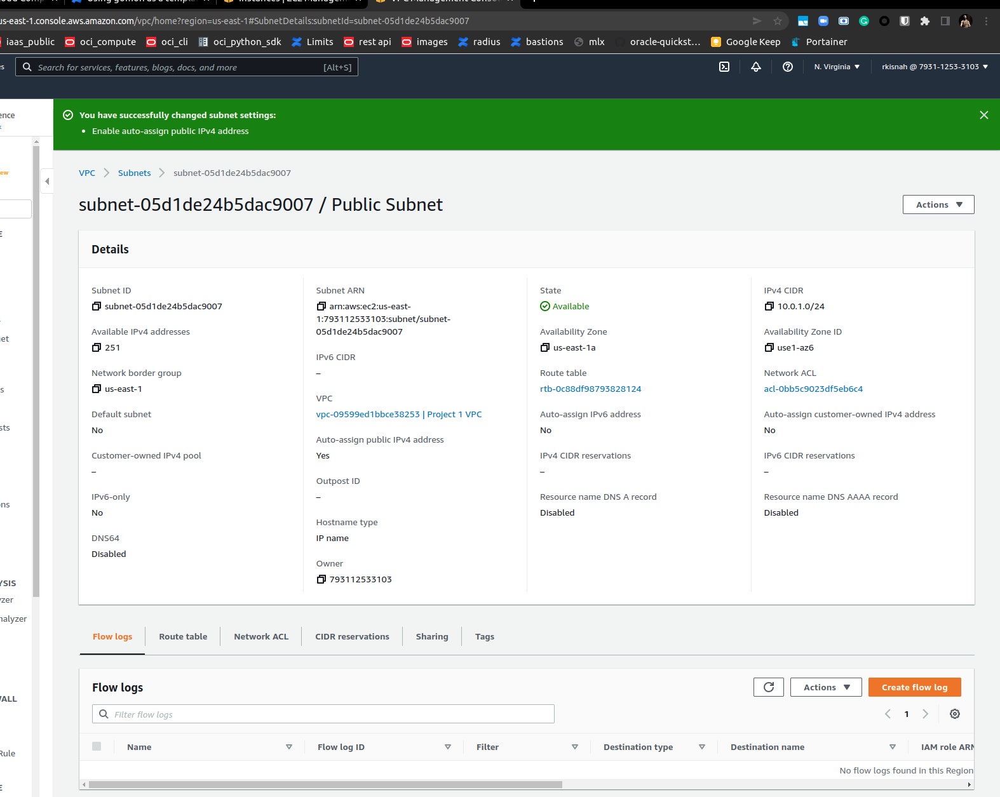 us-east-1.console.aws.amazon.com/vpc/home?region=us-east-1#SubnetDetails:subnetId=subnet-05d1de24b5dac9007
iaas_public oci_compute oci_cli oci_python_sdk Limits rest api images radius bastions mlx oracle-quickst... Google Keep Portainer
Search for services, features, blogs, docs, and more [Alt+S] N. Virginia rkisnah @ 7931-1253-3103
You have successfully changed subnet settings:
• Enable auto-assign public IPv4 address
VPC Subnets subnet-05d1de24b5dac9007
subnet-05d1de24b5dac9007 / Public Subnet
Actions
Details
Subnet ID
subnet-05d1de24b5dac9007
Available IPv4 addresses
251
Network border group
us-east-1
Default subnet
No
Customer-owned IPv4 pool
–
IPv6-only
No
DNS64
Disabled
Subnet ARN
arn:aws:ec2:us-east-
1:793112533103:subnet/subnet-
05d1de24b5dac9007
IPv6 CIDR
–
VPC
vpc-09599ed1bbce38253 | Project 1 VPC
Auto-assign public IPv4 address
Yes
Outpost ID
–
Hostname type
IP name
Owner
793112533103
State
Available
Availability Zone
us-east-1a
Route table
rtb-0c88df98793828124
Auto-assign IPv6 address
No
IPv4 CIDR reservations
–
Resource name DNS A record
Disabled
IPv4 CIDR
10.0.1.0/24
Availability Zone ID
use1-az6
Network ACL
acl-0bb5c9023df5eb6c4
Auto-assign customer-owned IPv4 address
No
IPv6 CIDR reservations
–
Resource name DNS AAAA record
Disabled
Flow logs Route table Network ACL CIDR reservations Sharing Tags
Flow logs
Actions Create flow log
Filter flow logs
1
Name Flow log ID Filter Destination type Destination name IAM role ARN
No flow logs found in this Region